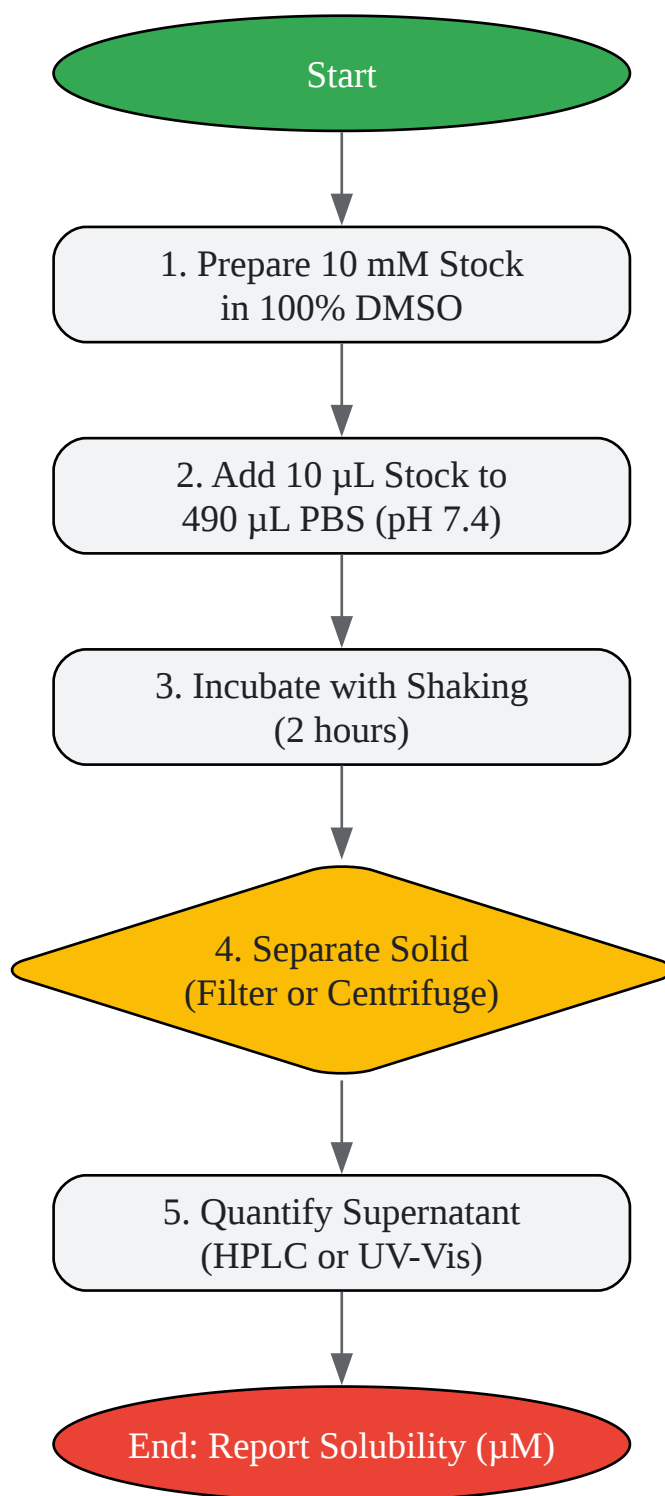 Start
1. Prepare 10 mM Stock
in 100% DMSO
2. Add 10 µL Stock to
490 µL PBS (pH 7.4)
3. Incubate with Shaking
(2 hours)
4. Separate Solid
(Filter or Centrifuge)
5. Quantify Supernatant
(HPLC or UV-Vis)
End: Report Solubility (µM)